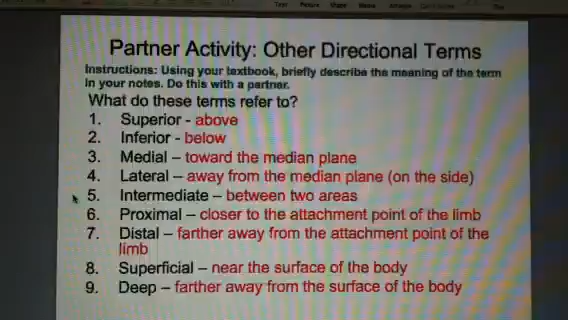 Partner Activity: Other Directional Terms
Instructions: Using your textbook, briefly describe the meaning of the term
in your notes. Do this with a partner.
What do these terms refer to?
1. Superior - above
2. Inferior - below
3. Medial – toward the median plane
4. Lateral – away from the median plane (on the side)
5. Intermediate – between two areas
6. Proximal – closer to the attachment point of the limb
7. Distal – farther away from the attachment point of the
limb
8. Superficial – near the surface of the body
9. Deep – farther away from the surface of the body